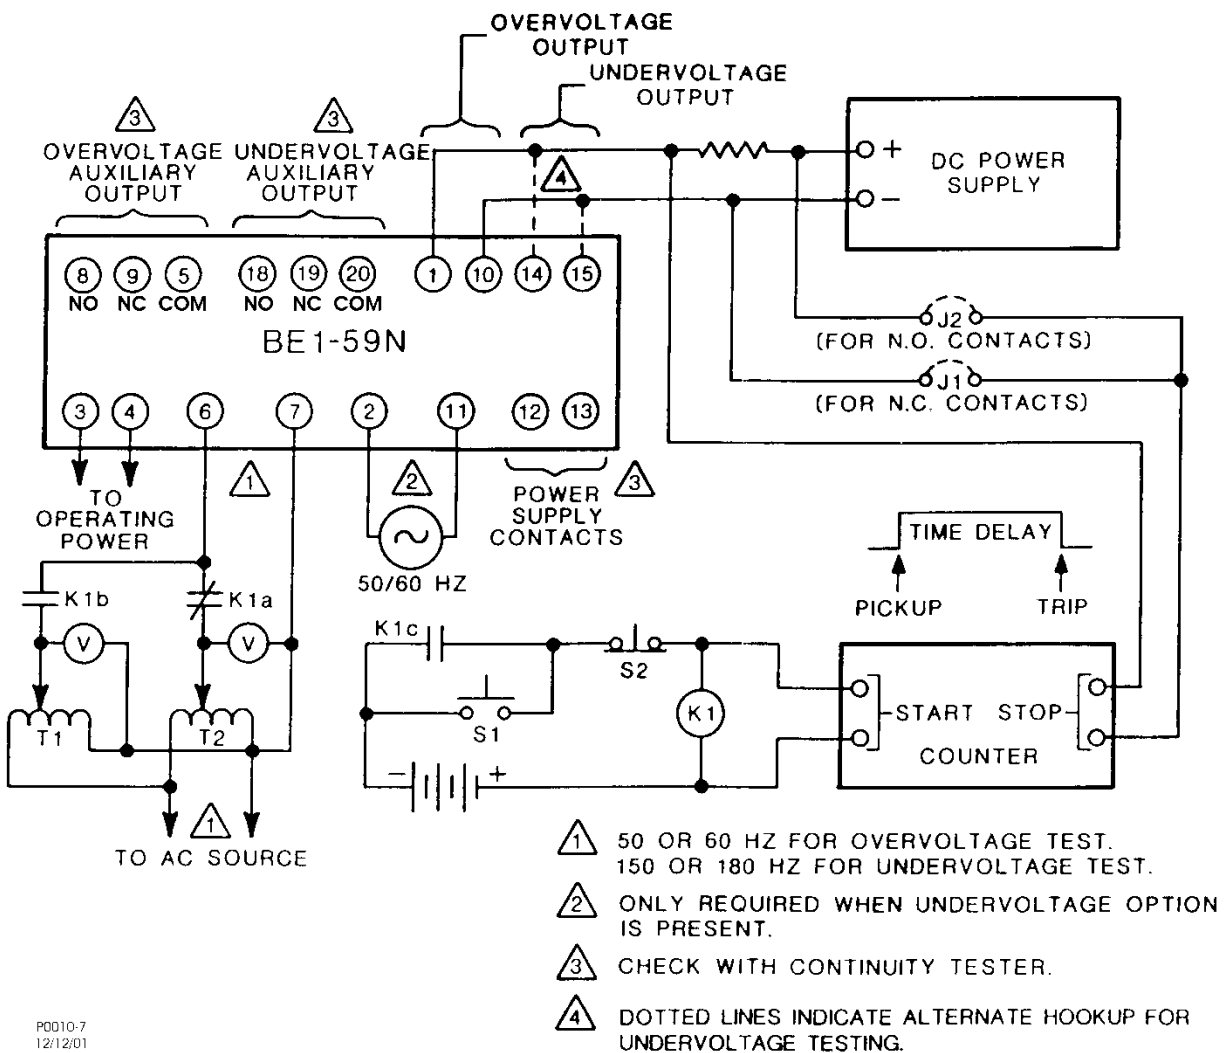 OVERVOLTAGE
OUTPUT
UNDERVOLTAGE
OUTPUT
3
OVERVOLTAGE
AUXILIARY
OUTPUT
3
UNDERVOLTAGE
AUXILIARY
OUTPUT
4
+
−
DC POWER
SUPPLY
8 9 5 18 19 20 1 10 14 15
NO NC COM NO NC COM
BE1-59N
J2
(FOR N.O. CONTACTS)
J1
(FOR N.C. CONTACTS)
3 4 6 7 2 11 12 13
1
2
3
TO
OPERATING
POWER
POWER
SUPPLY
CONTACTS
50/60 HZ
TIME DELAY
PICKUP
TRIP
K1b
K1a
V
V
T1
T2
K1c
S1
S2
K1
− +
START STOP
COUNTER
1
TO AC SOURCE
1 50 OR 60 HZ FOR OVERVOLTAGE TEST.
150 OR 180 HZ FOR UNDERVOLTAGE TEST.
2 ONLY REQUIRED WHEN UNDERVOLTAGE OPTION
IS PRESENT.
3 CHECK WITH CONTINUITY TESTER.
4 DOTTED LINES INDICATE ALTERNATE HOOKUP FOR
UNDERVOLTAGE TESTING.
P0010-7
12/12/01